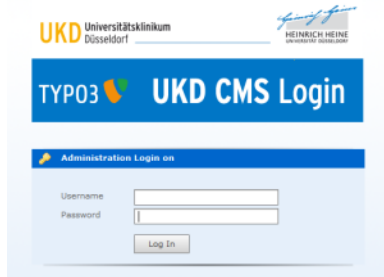 UKD Universitätsklinikum
Düsseldorf
HEINRICH HEINE
UNIVERSITÄT DÜSSELDORF
TYPO3 UKD CMS Login
Administration Login on
Username
Password
Log In